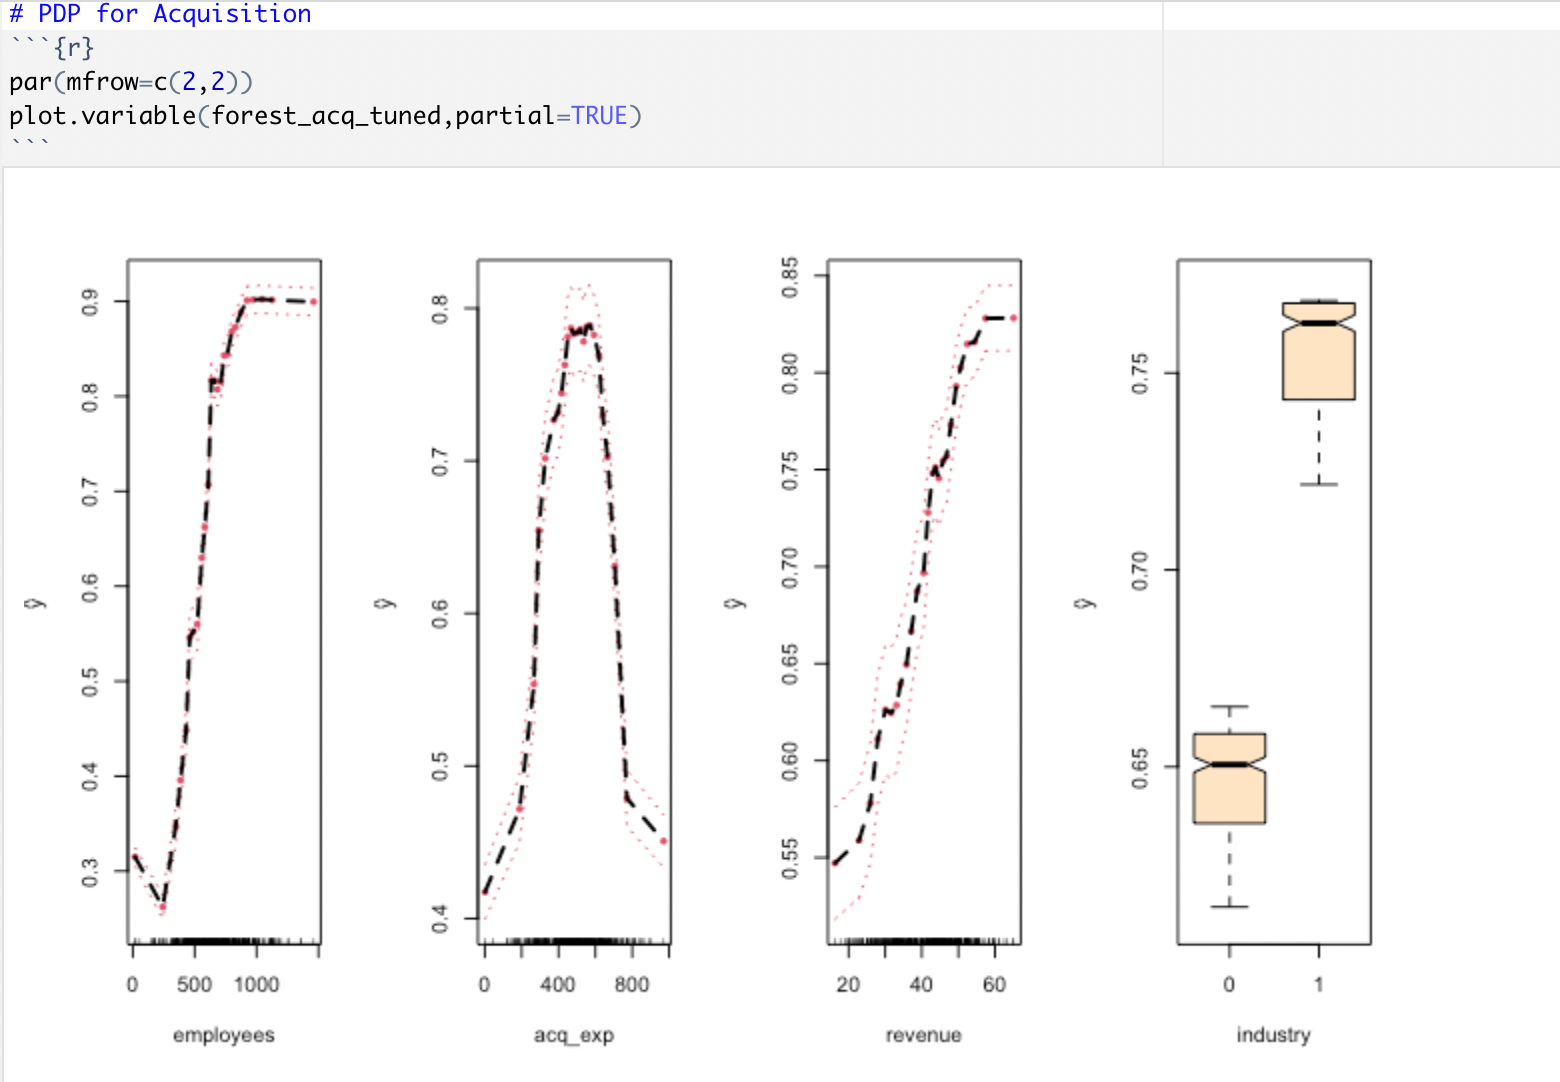 # PDP for Acquisition
```{r}
par(mfrow=c(2,2))
plot.variable(forest_acq_tuned,partial=TRUE)
```
ŷ
0.9
0.8
0.7
0.6
0.5
0.4
0.3
0 500 1000
employees
ŷ
0.8
0.7
0.6
0.5
0.4
0 400 800
acq_exp
ŷ
0.85
0.80
0.75
0.70
0.65
0.60
0.55
20 40 60
revenue
ŷ
0.75
0.70
0.65
0 1
industry